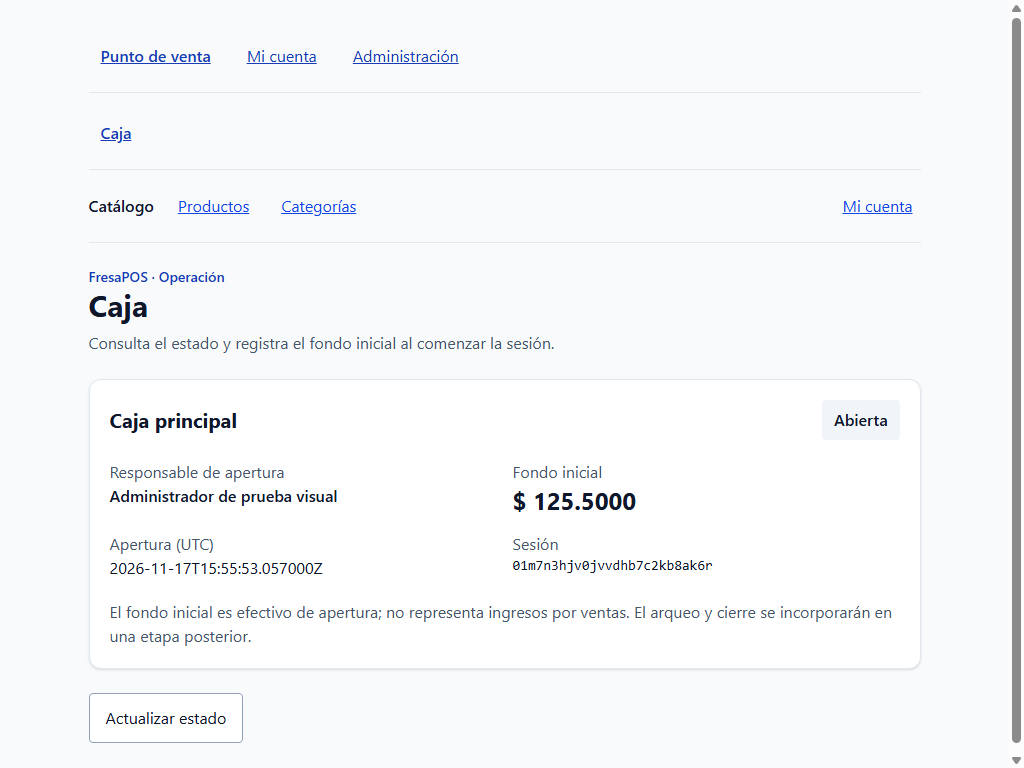 Punto de venta Mi cuenta Administración
Caja
Catálogo Productos Categorías Mi cuenta
FresaPOS · Operación
Caja
Consulta el estado y registra el fondo inicial al comenzar la sesión.
Caja principal Abierta
Responsable de apertura Fondo inicial
Administrador de prueba visual $ 125.5000
Apertura (UTC) Sesión
2026-11-17T15:55:53.057000Z 01m7n3hjv0jvvdhb7c2kb8ak6r
El fondo inicial es efectivo de apertura; no representa ingresos por ventas. El arqueo y cierre se incorporarán en
una etapa posterior.
Actualizar estado